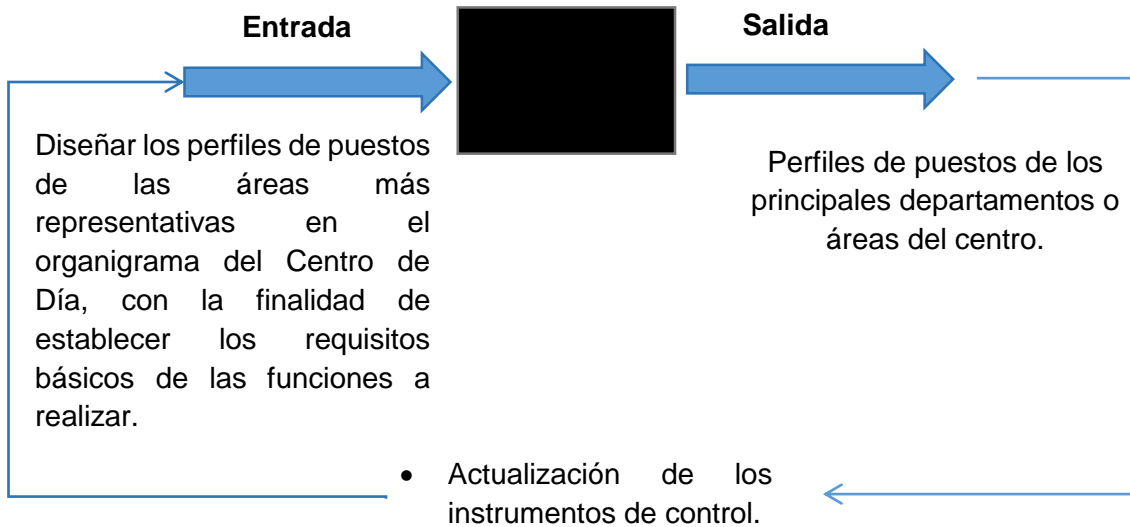 Entrada
Salida
Diseñar los perfiles de puestos
de las áreas más
representativas en el
organigrama del Centro de
Día, con la finalidad de
establecer los requisitos
básicos de las funciones a
realizar.
Perfiles de puestos de los
principales departamentos o
áreas del centro.
• Actualización de los
instrumentos de control.